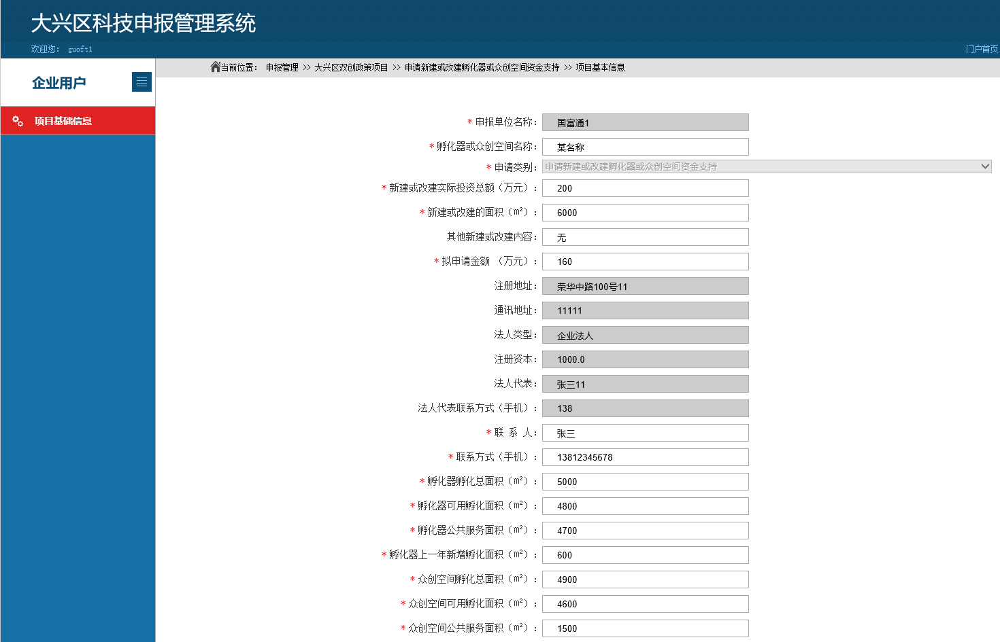 大兴区科技申报管理系统
欢迎您： guoft1
门户首页
企业用户
当前位置： 申报管理 >> 大兴区双创政策项目 >> 申请新建或改建孵化器或众创空间资金支持 >> 项目基本信息
项目基础信息
* 申报单位名称： 国富通1
* 孵化器或众创空间名称： 某名称
* 申请类别： 申请新建或改建孵化器或众创空间资金支持
* 新建或改建实际投资总额（万元）： 200
* 新建或改建的面积（㎡）： 6000
其他新建或改建内容： 无
* 拟申请金额 （万元）： 160
注册地址： 荣华中路100号11
通讯地址： 11111
法人类型： 企业法人
注册资本： 1000.0
法人代表： 张三11
法人代表联系方式（手机）： 138
* 联 系 人： 张三
* 联系方式（手机）： 13812345678
* 孵化器孵化总面积（㎡）： 5000
* 孵化器可用孵化面积（㎡）： 4800
* 孵化器公共服务面积（㎡）： 4700
* 孵化器上一年新增孵化面积（㎡）： 600
* 众创空间孵化总面积（㎡）： 4900
* 众创空间可用孵化面积（㎡）： 4600
* 众创空间公共服务面积（㎡）： 1500